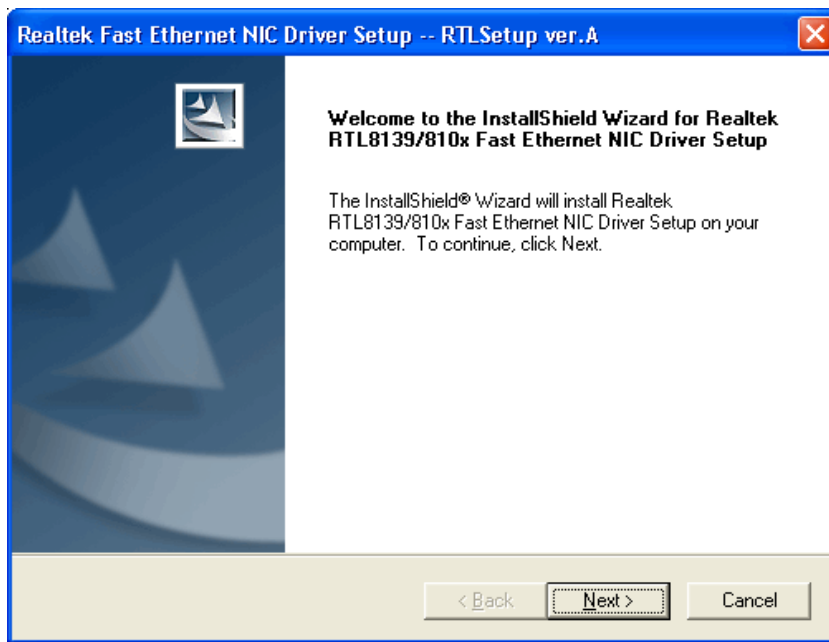 Realtek Fast Ethernet NIC Driver Setup -- RTLSetup ver.A
Welcome to the InstallShield Wizard for Realtek
RTL8139/810x Fast Ethernet NIC Driver Setup
The InstallShield® Wizard will install Realtek
RTL8139/810x Fast Ethernet NIC Driver Setup on your
computer. To continue, click Next.
< Back Next > Cancel